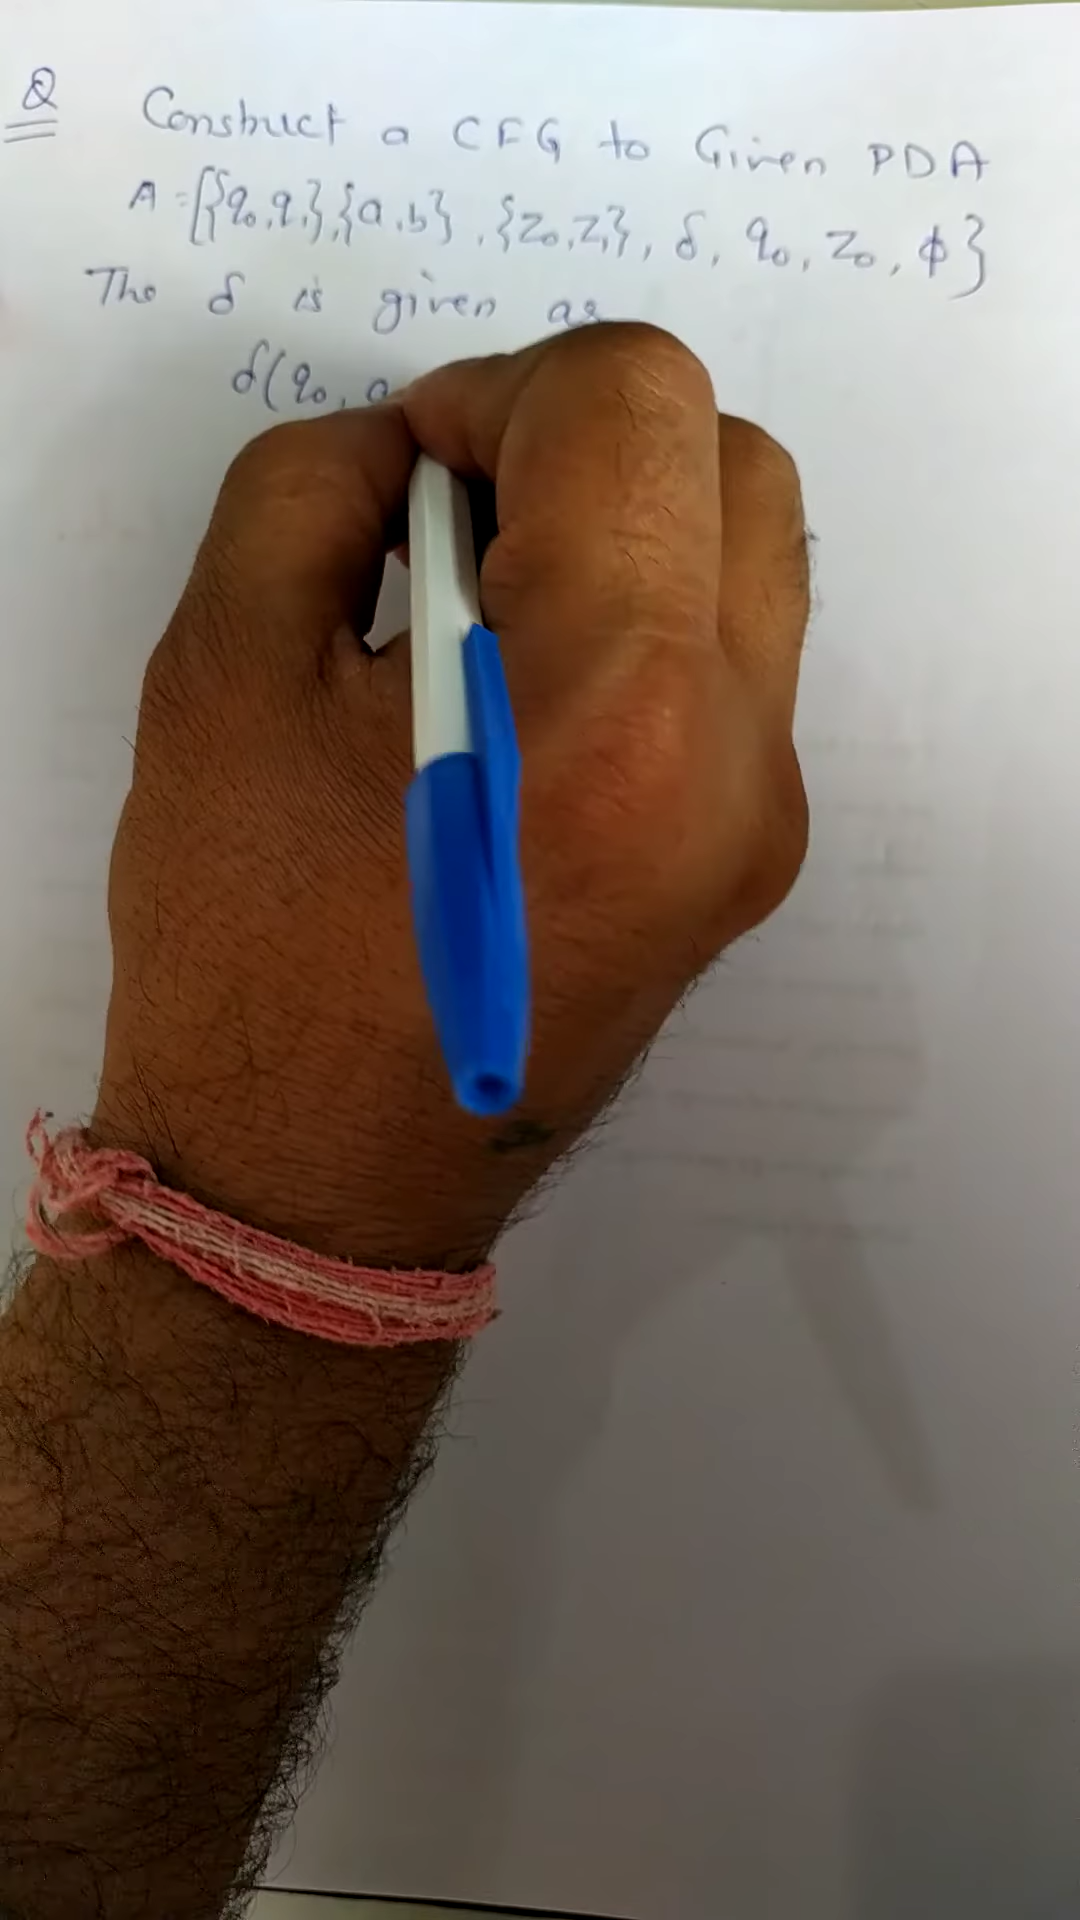 Q Construct a CFG to Given PDA
A = [{q₀,q₁},{a,b},{z₀,z₁}, δ, q₀, z₀, φ}
The δ is given as
δ(q₀, a